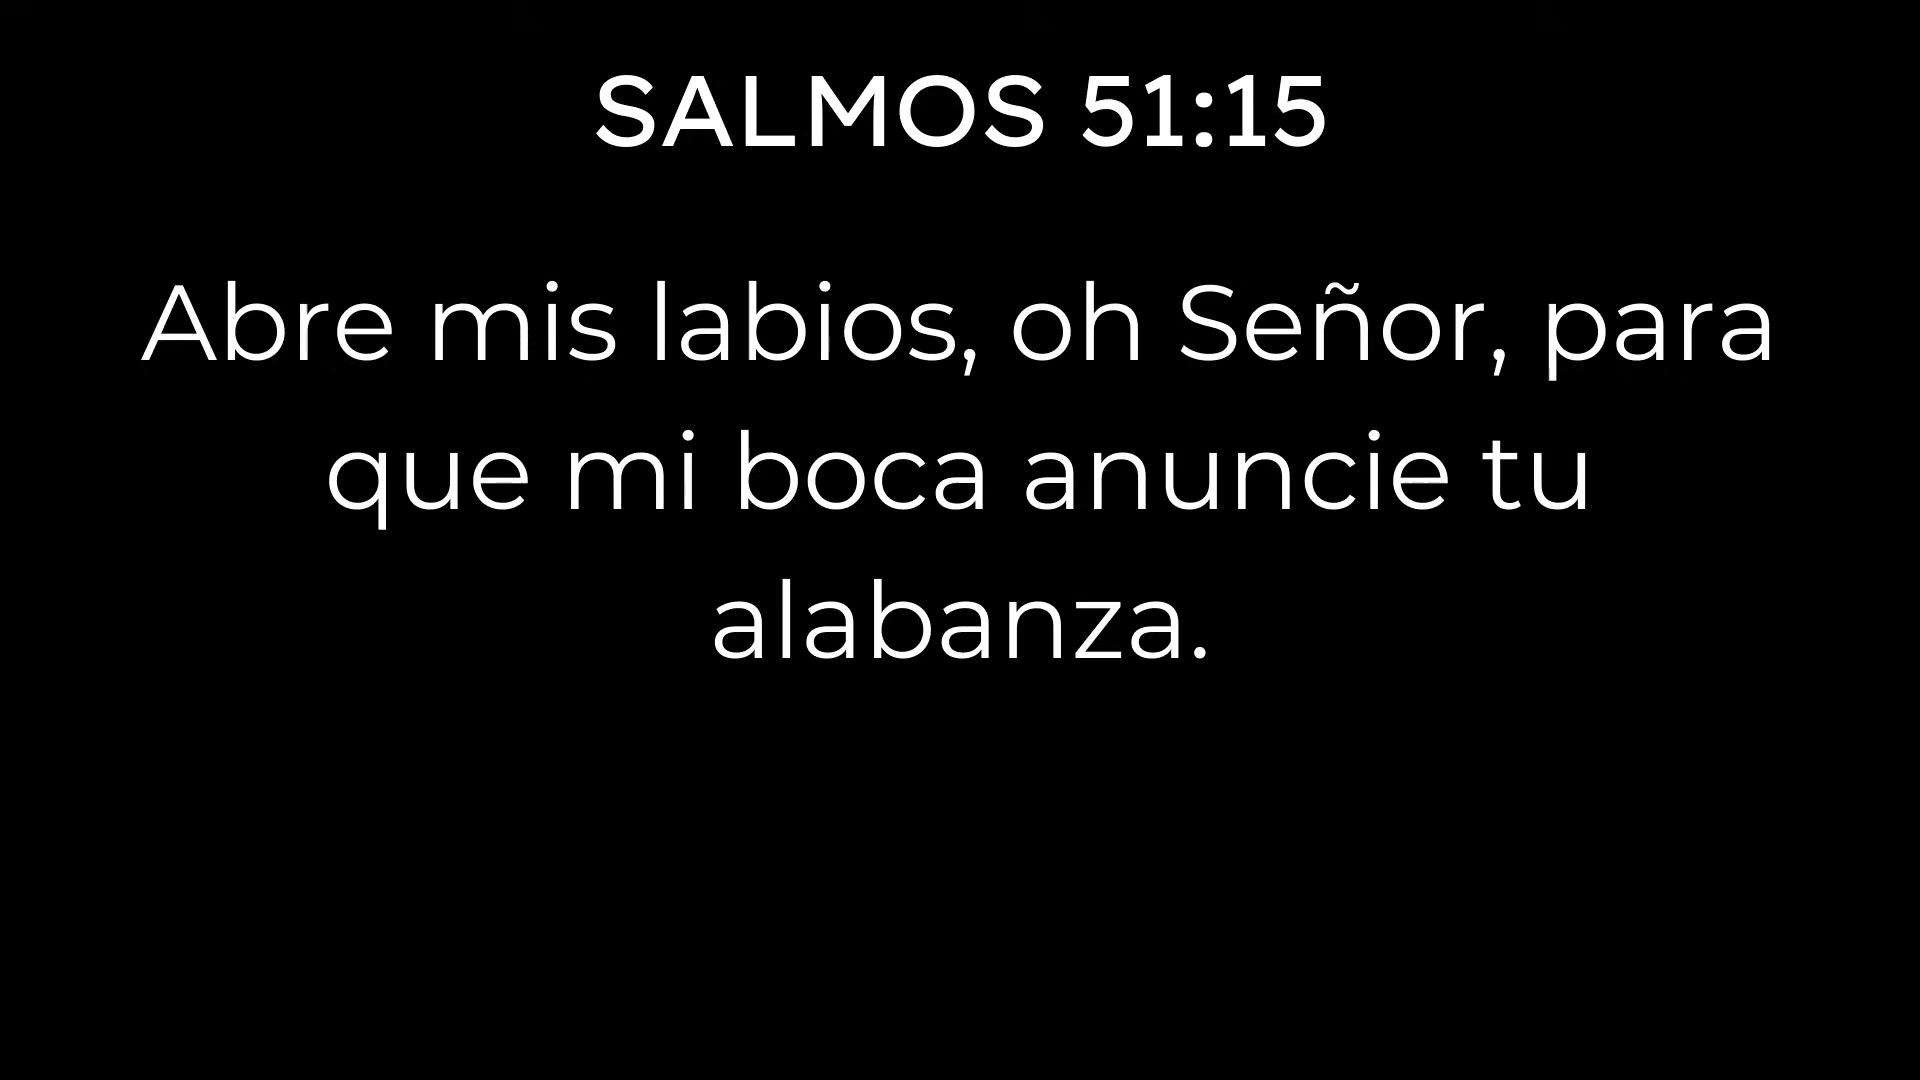 SALMOS 51:15
Abre mis labios, oh Señor, para
que mi boca anuncie tu
alabanza.